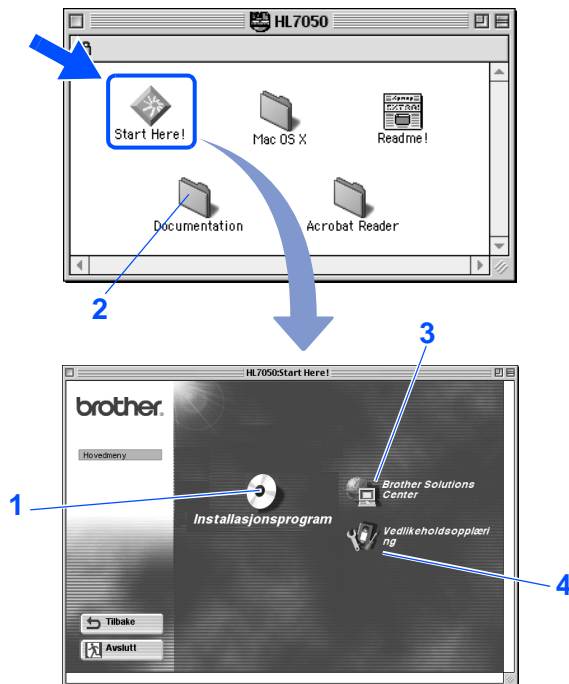 HL7050
Start Here!
Mac OS X
EXTRA!
Readme!
Documentation
Acrobat Reader
2
3
HL7050:Start Here!
brother.
Hovedmeny
1
Installasjonsprogram
Brother Solutions
Center
Vedlikeholdsopplæri
ng
4
Tilbake
Avslutt